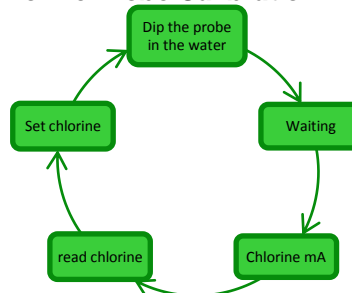 Dip the probe
in the water
Waiting
Chlorine mA
read chlorine
Set chlorine